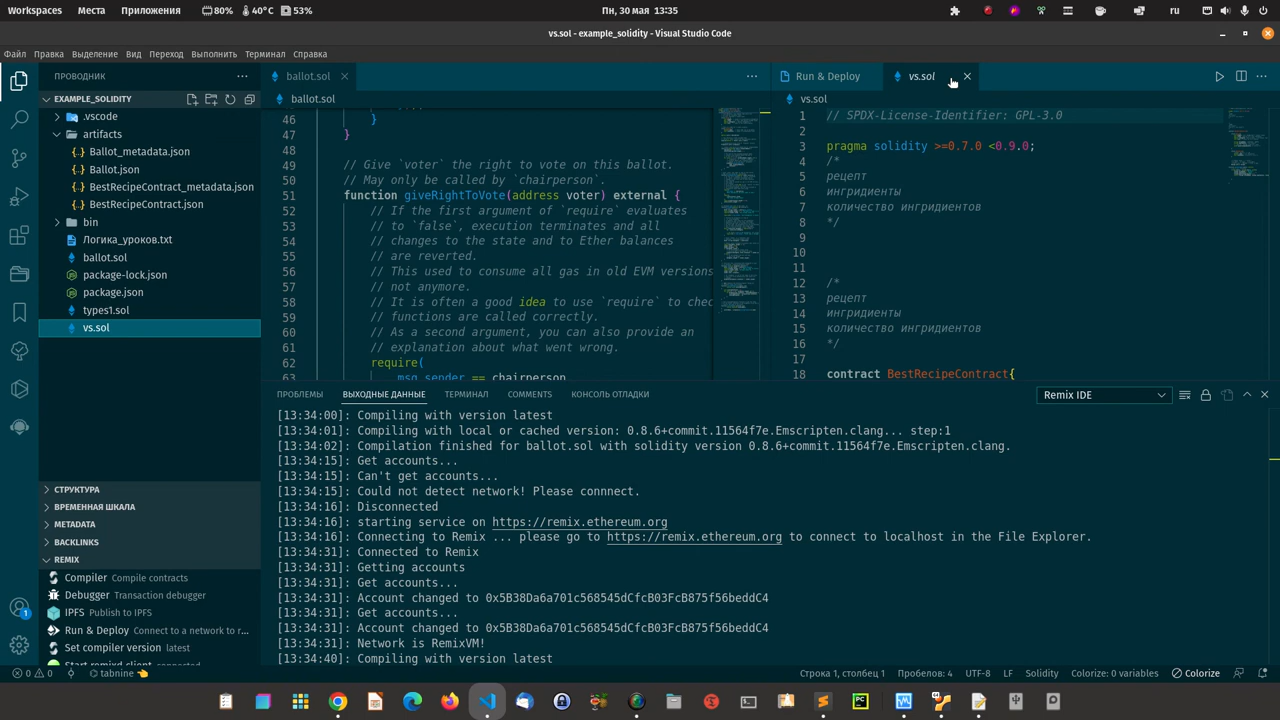 Workspaces Места Приложения 80% 40°C 53% Пн, 30 мая 13:35 ru
vs.sol - example_solidity - Visual Studio Code
Файл Правка Выделение Вид Переход Выполнить Терминал Справка
ПРОВОДНИК
EXAMPLE_SOLIDITY
.vscode
artifacts
Ballot_metadata.json
Ballot.json
BestRecipeContract_metadata.json
BestRecipeContract.json
bin
Логика_уроков.txt
ballot.sol
package-lock.json
package.json
types1.sol
vs.sol
СТРУКТУРА
ВРЕМЕННАЯ ШКАЛА
METADATA
BACKLINKS
REMIX
Compiler Compile contracts
Debugger Transaction debugger
IPFS Publish to IPFS
Run & Deploy Connect to a network to r...
Set compiler version latest
Start remixd client connected
ballot.sol
ballot.sol
46 }
47 }
48
49 // Give `voter` the right to vote on this ballot.
50 // May only be called by `chairperson`.
51 function giveRightToVote(address voter) external {
52 // If the first argument of `require` evaluates
53 // to `false`, execution terminates and all
54 // changes to the state and to Ether balances
55 // are reverted.
56 // This used to consume all gas in old EVM versions
57 // not anymore.
58 // It is often a good idea to use `require` to chec
59 // functions are called correctly.
60 // As a second argument, you can also provide an
61 // explanation about what went wrong.
62 require(
63 msg.sender == chairperson
Run & Deploy vs.sol
vs.sol
1 // SPDX-License-Identifier: GPL-3.0
2
3 pragma solidity >=0.7.0 <0.9.0;
4 /*
5 рецепт
6 ингридиенты
7 количество ингридиентов
8 */
9
10
11
12 /*
13 рецепт
14 ингридиенты
15 количество ингридиентов
16 */
17
18 contract BestRecipeContract{
ПРОБЛЕМЫ ВЫХОДНЫЕ ДАННЫЕ ТЕРМИНАЛ COMMENTS КОНСОЛЬ ОТЛАДКИ Remix IDE
[13:34:00]: Compiling with version latest
[13:34:01]: Compiling with local or cached version: 0.8.6+commit.11564f7e.Emscripten.clang... step:1
[13:34:02]: Compilation finished for ballot.sol with solidity version 0.8.6+commit.11564f7e.Emscripten.clang.
[13:34:15]: Get accounts...
[13:34:15]: Can't get accounts...
[13:34:15]: Could not detect network! Please connnect.
[13:34:16]: Disconnected
[13:34:16]: starting service on https://remix.ethereum.org
[13:34:16]: Connecting to Remix ... please go to https://remix.ethereum.org to connect to localhost in the File Explorer.
[13:34:31]: Connected to Remix
[13:34:31]: Getting accounts
[13:34:31]: Get accounts...
[13:34:31]: Account changed to 0x5B38Da6a701c568545dCfcB03FcB875f56beddC4
[13:34:31]: Get accounts...
[13:34:31]: Account changed to 0x5B38Da6a701c568545dCfcB03FcB875f56beddC4
[13:34:31]: Network is RemixVM!
[13:34:40]: Compiling with version latest
0 0 tabnine Строка 1, столбец 1 Пробелов: 4 UTF-8 LF Solidity Colorize: 0 variables Colorize